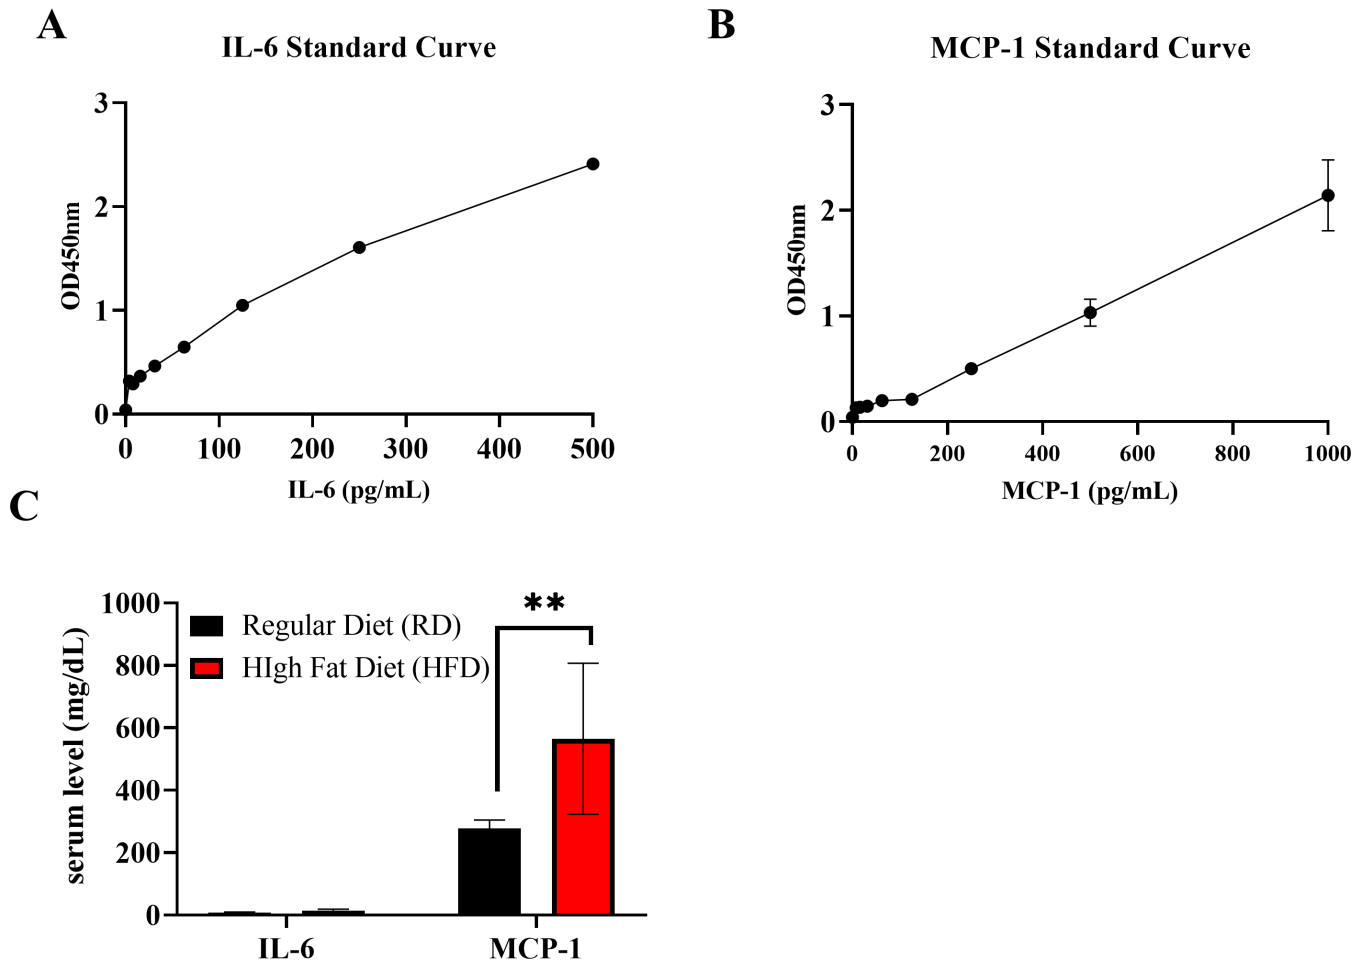 A
IL-6 Standard Curve
3
2
1
0
OD450nm
0 100 200 300 400 500
IL-6 (pg/mL)
B
MCP-1 Standard Curve
3
2
1
0
OD450nm
0 200 400 600 800 1000
MCP-1 (pg/mL)
C
1000
800
600
400
200
0
serum level (mg/dL)
Regular Diet (RD)
HIgh Fat Diet (HFD)
**
IL-6 MCP-1